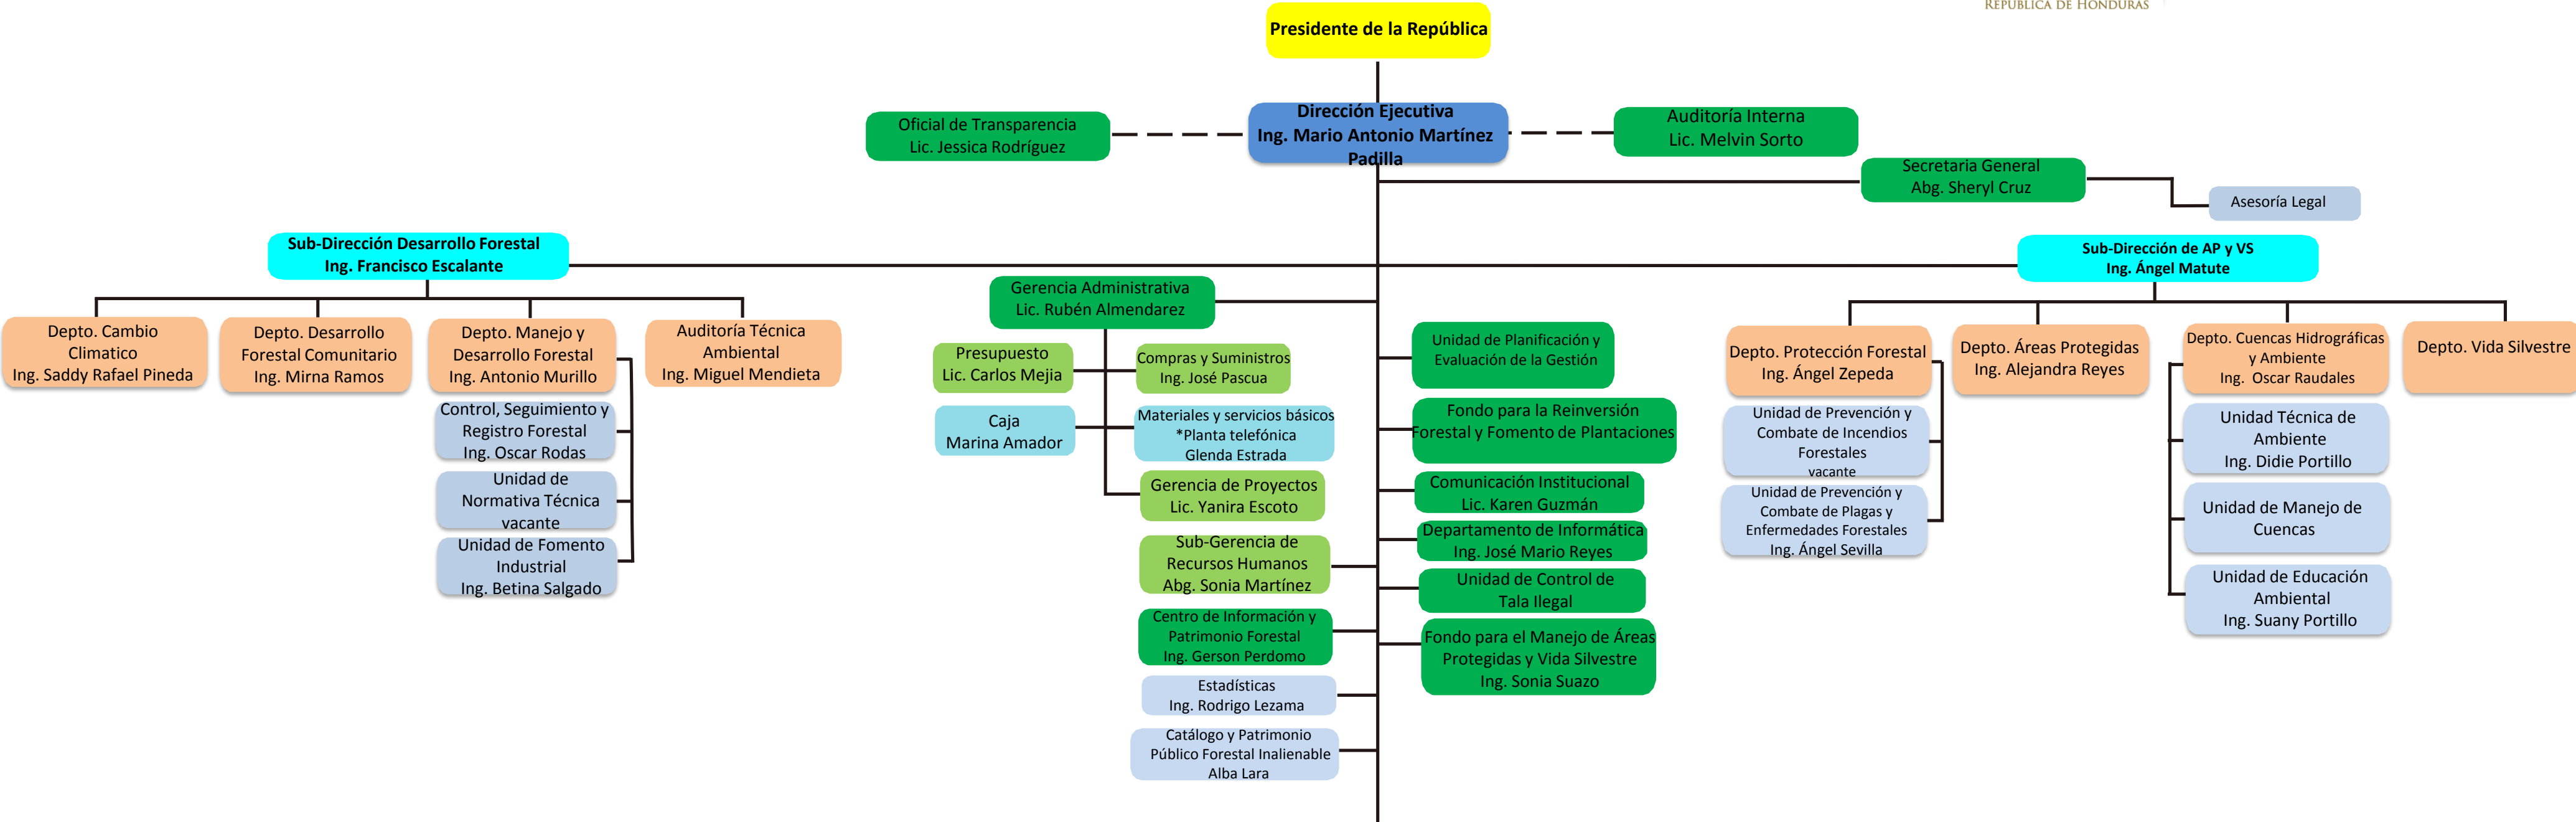 REPÚBLICA DE HONDURAS
Presidente de la República
Dirección Ejecutiva
Ing. Mario Antonio Martínez
Padilla
Oficial de Transparencia
Lic. Jessica Rodríguez
Auditoría Interna
Lic. Melvin Sorto
Secretaria General
Abg. Sheryl Cruz
Asesoría Legal
Sub-Dirección Desarrollo Forestal
Ing. Francisco Escalante
Sub-Dirección de AP y VS
Ing. Ángel Matute
Depto. Cambio
Climatico
Ing. Saddy Rafael Pineda
Depto. Desarrollo
Forestal Comunitario
Ing. Mirna Ramos
Depto. Manejo y
Desarrollo Forestal
Ing. Antonio Murillo
Auditoría Técnica
Ambiental
Ing. Miguel Mendieta
Control, Seguimiento y
Registro Forestal
Ing. Oscar Rodas
Unidad de
Normativa Técnica
vacante
Unidad de Fomento
Industrial
Ing. Betina Salgado
Gerencia Administrativa
Lic. Rubén Almendarez
Presupuesto
Lic. Carlos Mejia
Compras y Suministros
Ing. José Pascua
Caja
Marina Amador
Materiales y servicios básicos
*Planta telefónica
Glenda Estrada
Gerencia de Proyectos
Lic. Yanira Escoto
Sub-Gerencia de
Recursos Humanos
Abg. Sonia Martínez
Centro de Información y
Patrimonio Forestal
Ing. Gerson Perdomo
Estadísticas
Ing. Rodrigo Lezama
Catálogo y Patrimonio
Público Forestal Inalienable
Alba Lara
Unidad de Planificación y
Evaluación de la Gestión
Fondo para la Reinversión
Forestal y Fomento de Plantaciones
Comunicación Institucional
Lic. Karen Guzmán
Departamento de Informática
Ing. José Mario Reyes
Unidad de Control de
Tala Ilegal
Fondo para el Manejo de Áreas
Protegidas y Vida Silvestre
Ing. Sonia Suazo
Depto. Protección Forestal
Ing. Ángel Zepeda
Depto. Áreas Protegidas
Ing. Alejandra Reyes
Depto. Cuencas Hidrográficas
y Ambiente
Ing. Oscar Raudales
Depto. Vida Silvestre
Unidad de Prevención y
Combate de Incendios
Forestales
vacante
Unidad de Prevención y
Combate de Plagas y
Enfermedades Forestales
Ing. Ángel Sevilla
Unidad Técnica de
Ambiente
Ing. Didie Portillo
Unidad de Manejo de
Cuencas
Unidad de Educación
Ambiental
Ing. Suany Portillo